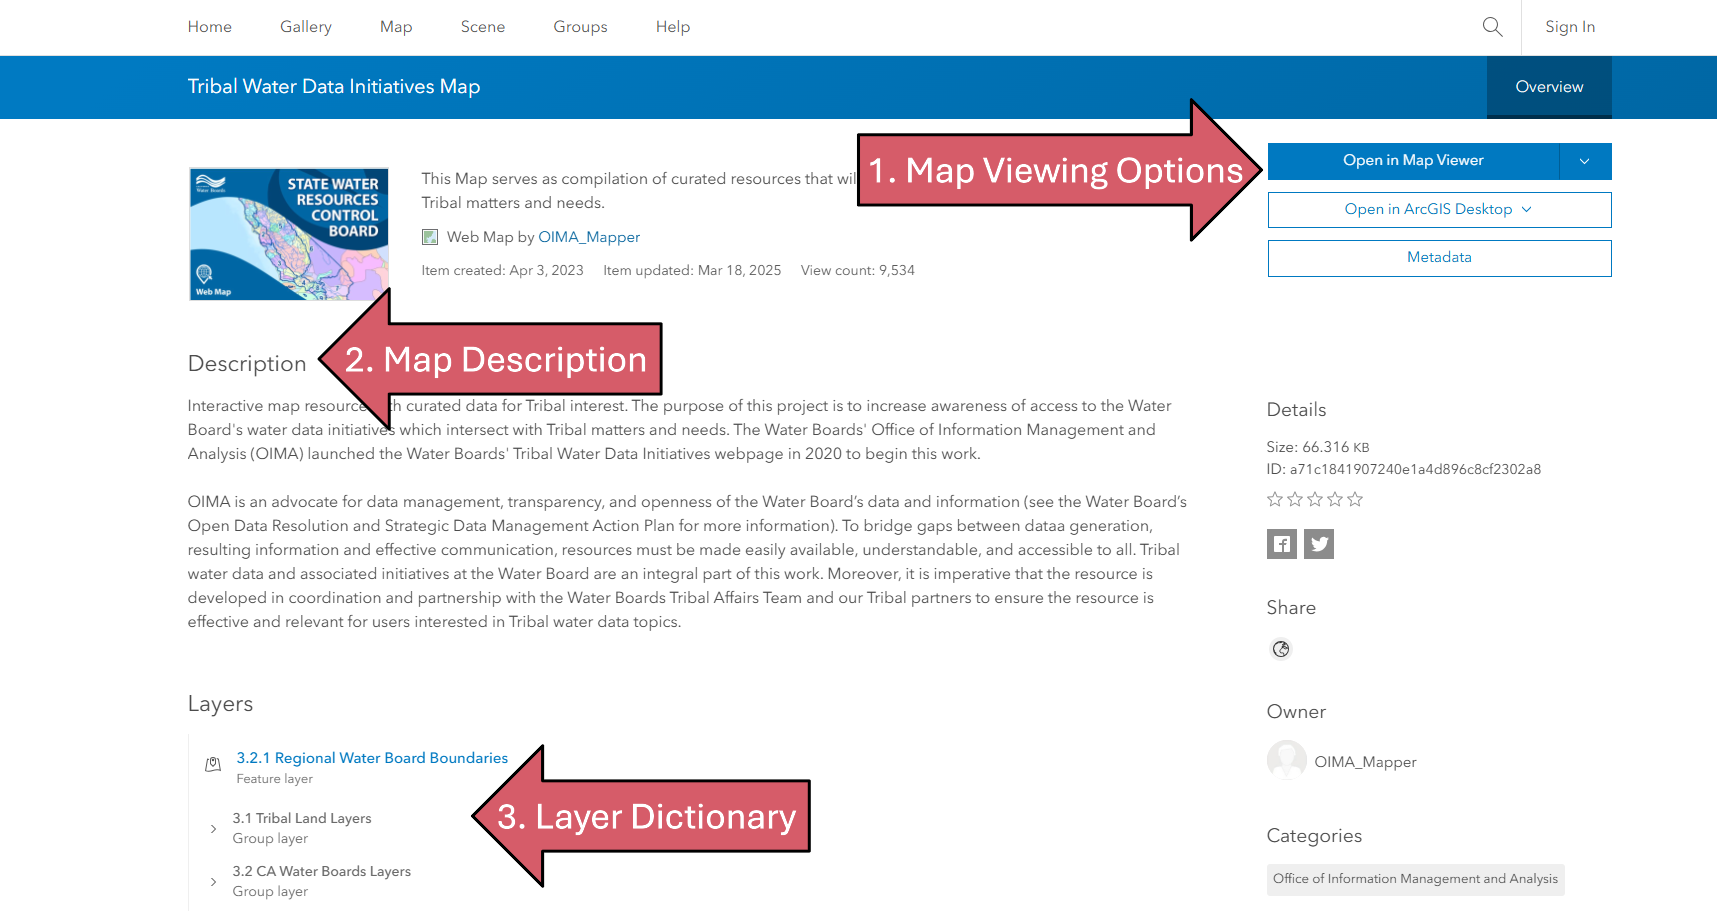 Home Gallery Map Scene Groups Help Sign In
Tribal Water Data Initiatives Map Overview
STATE WATER
RESOURCES
CONTROL
BOARD
Water Boards
Web Map
This Map serves as compilation of curated resources that
Tribal matters and needs.
Web Map by OIMA_Mapper
Item created: Apr 3, 2023 Item updated: Mar 18, 2025 View count: 9,534
1. Map Viewing Options
Open in Map Viewer
Open in ArcGIS Desktop
Metadata
Description
2. Map Description
Interactive map resource curated data for Tribal interest. The purpose of this project is to increase awareness of access to the Water
Board's water data initiatives which intersect with Tribal matters and needs. The Water Boards' Office of Information Management and
Analysis (OIMA) launched the Water Boards' Tribal Water Data Initiatives webpage in 2020 to begin this work.
OIMA is an advocate for data management, transparency, and openness of the Water Board’s data and information (see the Water Board’s
Open Data Resolution and Strategic Data Management Action Plan for more information). To bridge gaps between dataa generation,
resulting information and effective communication, resources must be made easily available, understandable, and accessible to all. Tribal
water data and associated initiatives at the Water Board are an integral part of this work. Moreover, it is imperative that the resource is
developed in coordination and partnership with the Water Boards Tribal Affairs Team and our Tribal partners to ensure the resource is
effective and relevant for users interested in Tribal water data topics.
Layers
3.2.1 Regional Water Board Boundaries
Feature layer
3.1 Tribal Land Layers
Group layer
3.2 CA Water Boards Layers
Group layer
3. Layer Dictionary
Details
Size: 66.316 KB
ID: a71c1841907240e1a4d896c8cf2302a8
Share
Owner
OIMA_Mapper
Categories
Office of Information Management and Analysis